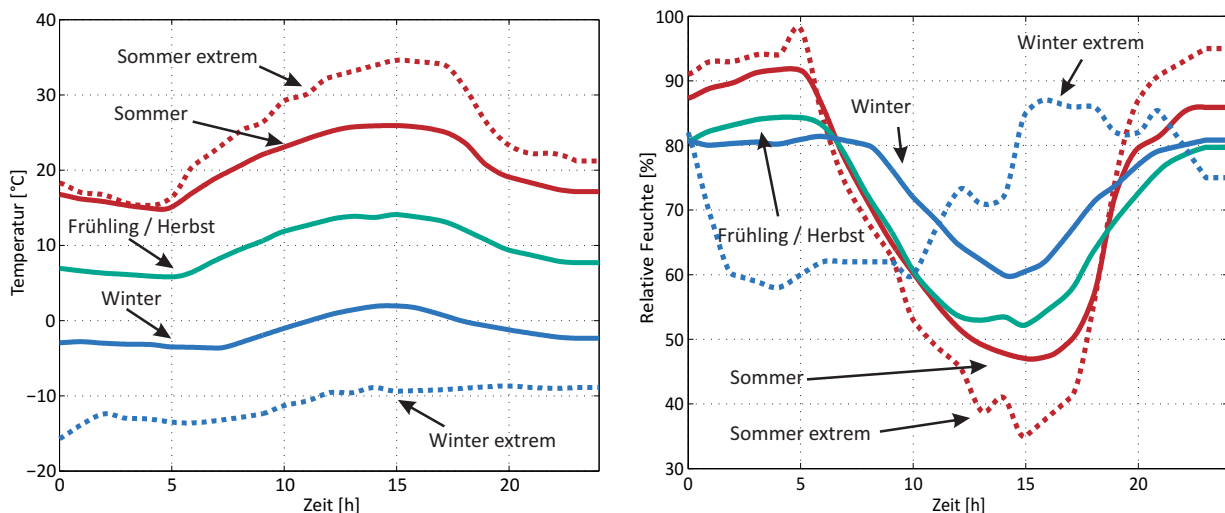 40
30
20
10
0
−10
−20
Temperatur [°C]
Sommer extrem
Sommer
Frühling / Herbst
Winter
Winter extrem
0
5
10
15
20
Zeit [h]
100
90
80
70
60
50
40
30
Relative Feuchte [%]
Winter extrem
Winter
Frühling / Herbst
Sommer
Sommer extrem
0
5
10
15
20
Zeit [h]